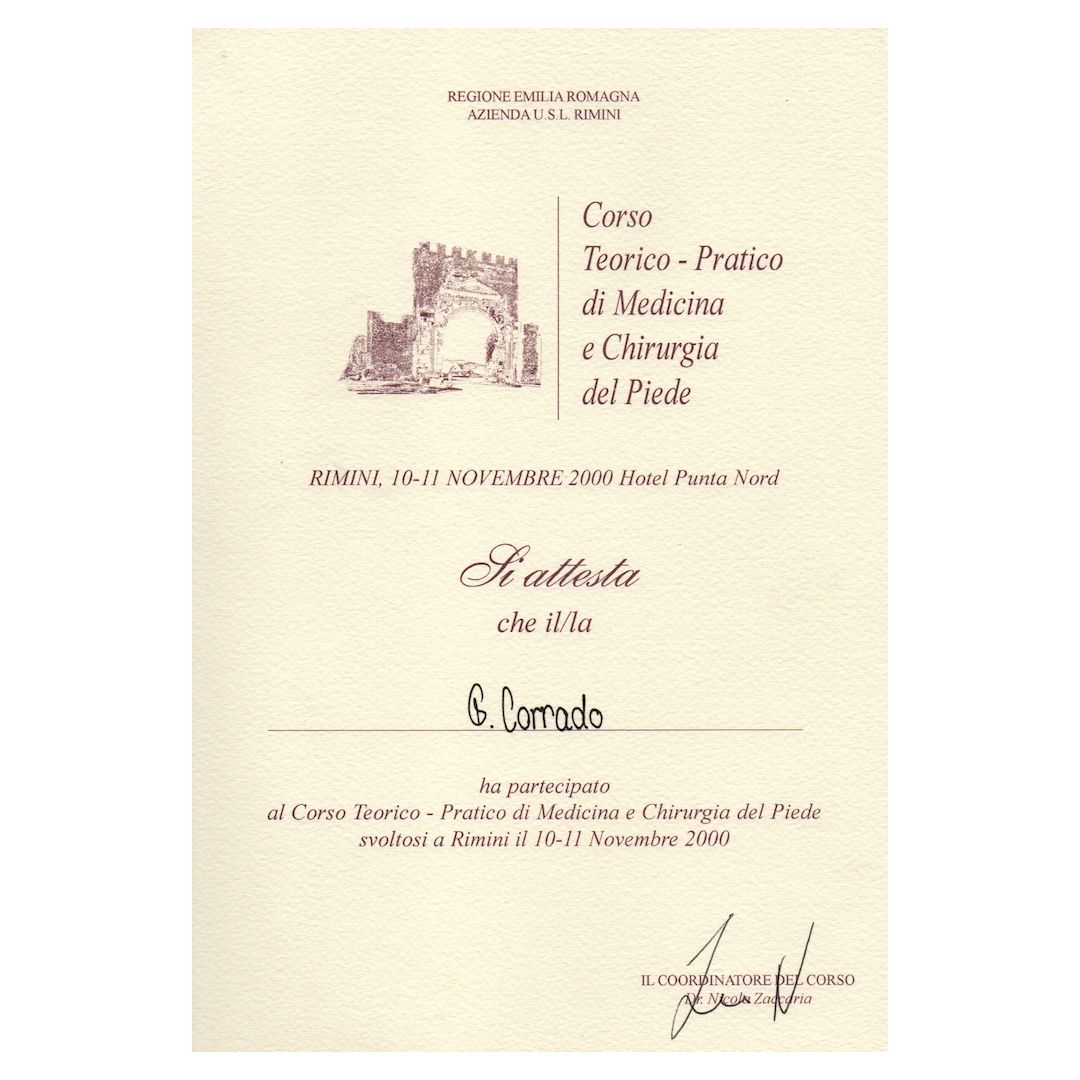 REGIONE EMILIA ROMAGNA
AZIENDA U.S.L. RIMINI
Corso
Teorico - Pratico
di Medicina
e Chirurgia
del Piede
RIMINI, 10-11 NOVEMBRE 2000 Hotel Punta Nord
Si attesta
che il/la
G. Corrado
ha partecipato
al Corso Teorico - Pratico di Medicina e Chirurgia del Piede
svoltosi a Rimini il 10-11 Novembre 2000
IL COORDINATORE DEL CORSO
Dr. Nicola Zaccaria